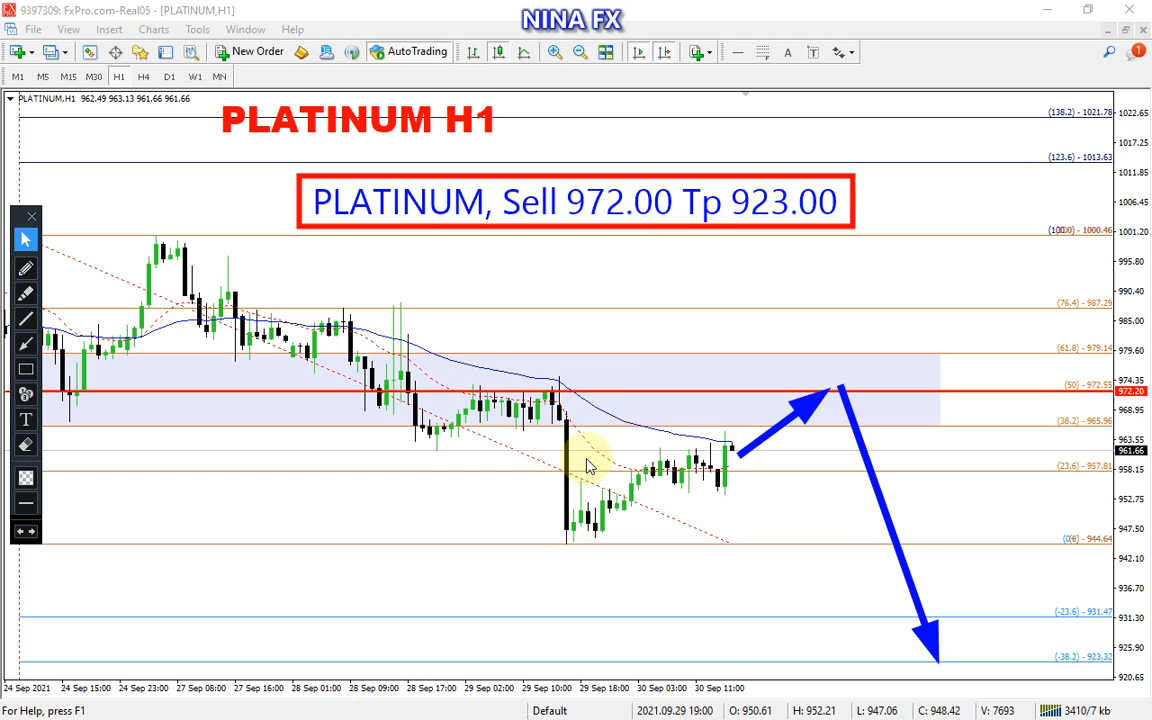 9397309: FxPro.com-Real05 - [PLATINUM,H1]
NINA FX
File View Insert Charts Tools Window Help
New Order AutoTrading A T 1
M1 M5 M15 M30 H1 H4 D1 W1 MN
PLATINUM,H1 962.49 963.13 961.66 961.66
PLATINUM H1
PLATINUM, Sell 972.00 Tp 923.00
(138.2) - 1021.78
(123.6) - 1013.63
1000.46
(76.4) - 987.29
(61.8) - 979.14
(50) - 972.55
(38.2) - 965.96
(23.6) - 957.81
944.64
(-23.6) - 931.47
(-38.2) - 923.32
1022.65
1017.25
1011.85
1006.45
1001.20
995.80
990.40
985.00
979.60
974.35
972.20
968.95
963.55
961.66
958.15
952.75
947.50
942.10
936.70
931.30
925.90
920.65
T
24 Sep 2021 24 Sep 15:00 24 Sep 23:00 27 Sep 08:00 27 Sep 16:00 28 Sep 01:00 28 Sep 09:00 28 Sep 17:00 29 Sep 02:00 29 Sep 10:00 29 Sep 18:00 30 Sep 03:00 30 Sep 11:00
For Help, press F1 Default 2021.09.29 19:00 O: 950.61 H: 952.21 L: 947.06 C: 948.42 V: 7693 3410/7 kb